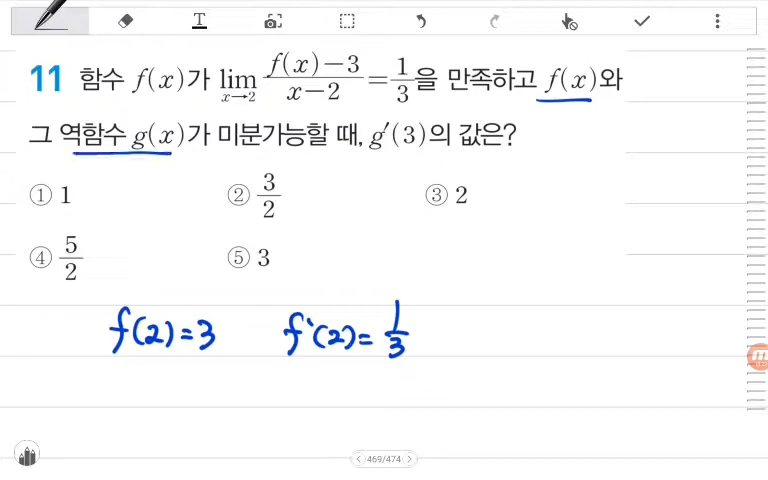 T
11 함수 f(x)가 lim x→2 (f(x)-3)/(x-2) = 1/3을 만족하고 f(x)와
그 역함수 g(x)가 미분가능할 때, g′(3)의 값은?
① 1 ② 3/2 ③ 2
④ 5/2 ⑤ 3
f(2)=3 f'(2)=1/3
469/474